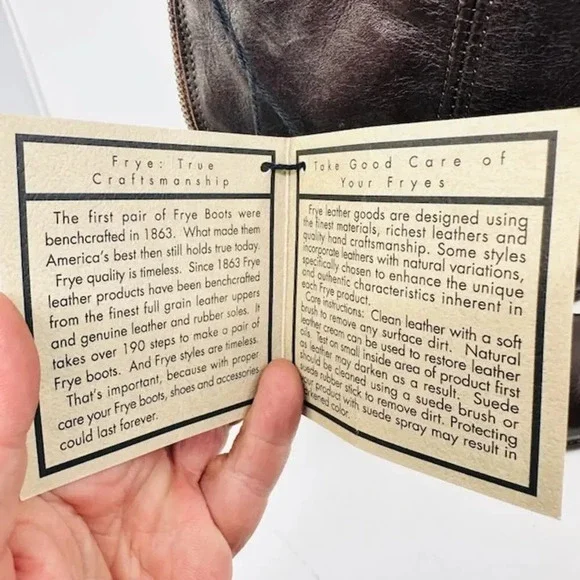 Frye: True
Craftsmanship
The first pair of Frye Boots were
benchcrafted in 1863. What made them
America's best then still holds true today.
Frye quality is timeless. Since 1863 Frye
leather products have been benchcrafted
from the finest full grain leather uppers
and genuine leather and rubber soles. It
takes over 190 steps to make a pair of
Frye boots. And Frye styles are timeless.
That's important, because with proper
care your Frye boots, shoes and accessories
could last forever.
Take Good Care of
Your Fryes
Frye leather goods are designed using
the finest materials, richest leathers and
quality hand craftsmanship. Some styles
incorporate leathers with natural variations,
specifically chosen to enhance the unique
and authentic characteristics inherent in
each Frye product.
Care instructions: Clean leather with a soft
brush to remove any surface dirt. Natural
leather cream can be used to restore leather
oils. Test on small inside area of product first
as leather may darken as a result. Suede
should be cleaned using a suede brush or
suede rubber stick to remove dirt. Protecting
your product with suede spray may result in
color...